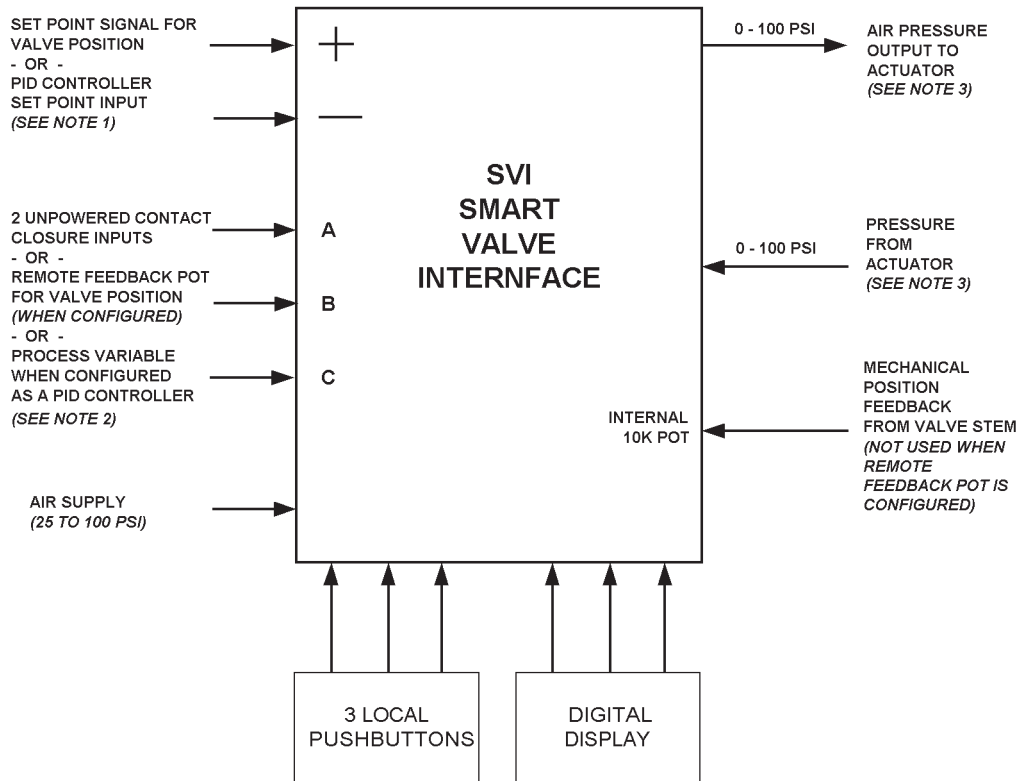 SET POINT SIGNAL FOR
VALVE POSITION
- OR -
PID CONTROLLER
SET POINT INPUT
(SEE NOTE 1)
2 UNPOWERED CONTACT
CLOSURE INPUTS
- OR -
REMOTE FEEDBACK POT
FOR VALVE POSITION
(WHEN CONFIGURED)
- OR -
PROCESS VARIABLE
WHEN CONFIGURED
AS A PID CONTROLLER
(SEE NOTE 2)
AIR SUPPLY
(25 TO 100 PSI)
+
—
A
B
C
SVI
SMART
VALVE
INTERNFACE
INTERNAL
10K POT
0 - 100 PSI
AIR PRESSURE
OUTPUT TO
ACTUATOR
(SEE NOTE 3)
0 - 100 PSI
PRESSURE
FROM
ACTUATOR
(SEE NOTE 3)
MECHANICAL
POSITION
FEEDBACK
FROM VALVE STEM
(NOT USED WHEN
REMOTE
FEEDBACK POT IS
CONFIGURED)
3 LOCAL
PUSHBUTTONS
DIGITAL
DISPLAY